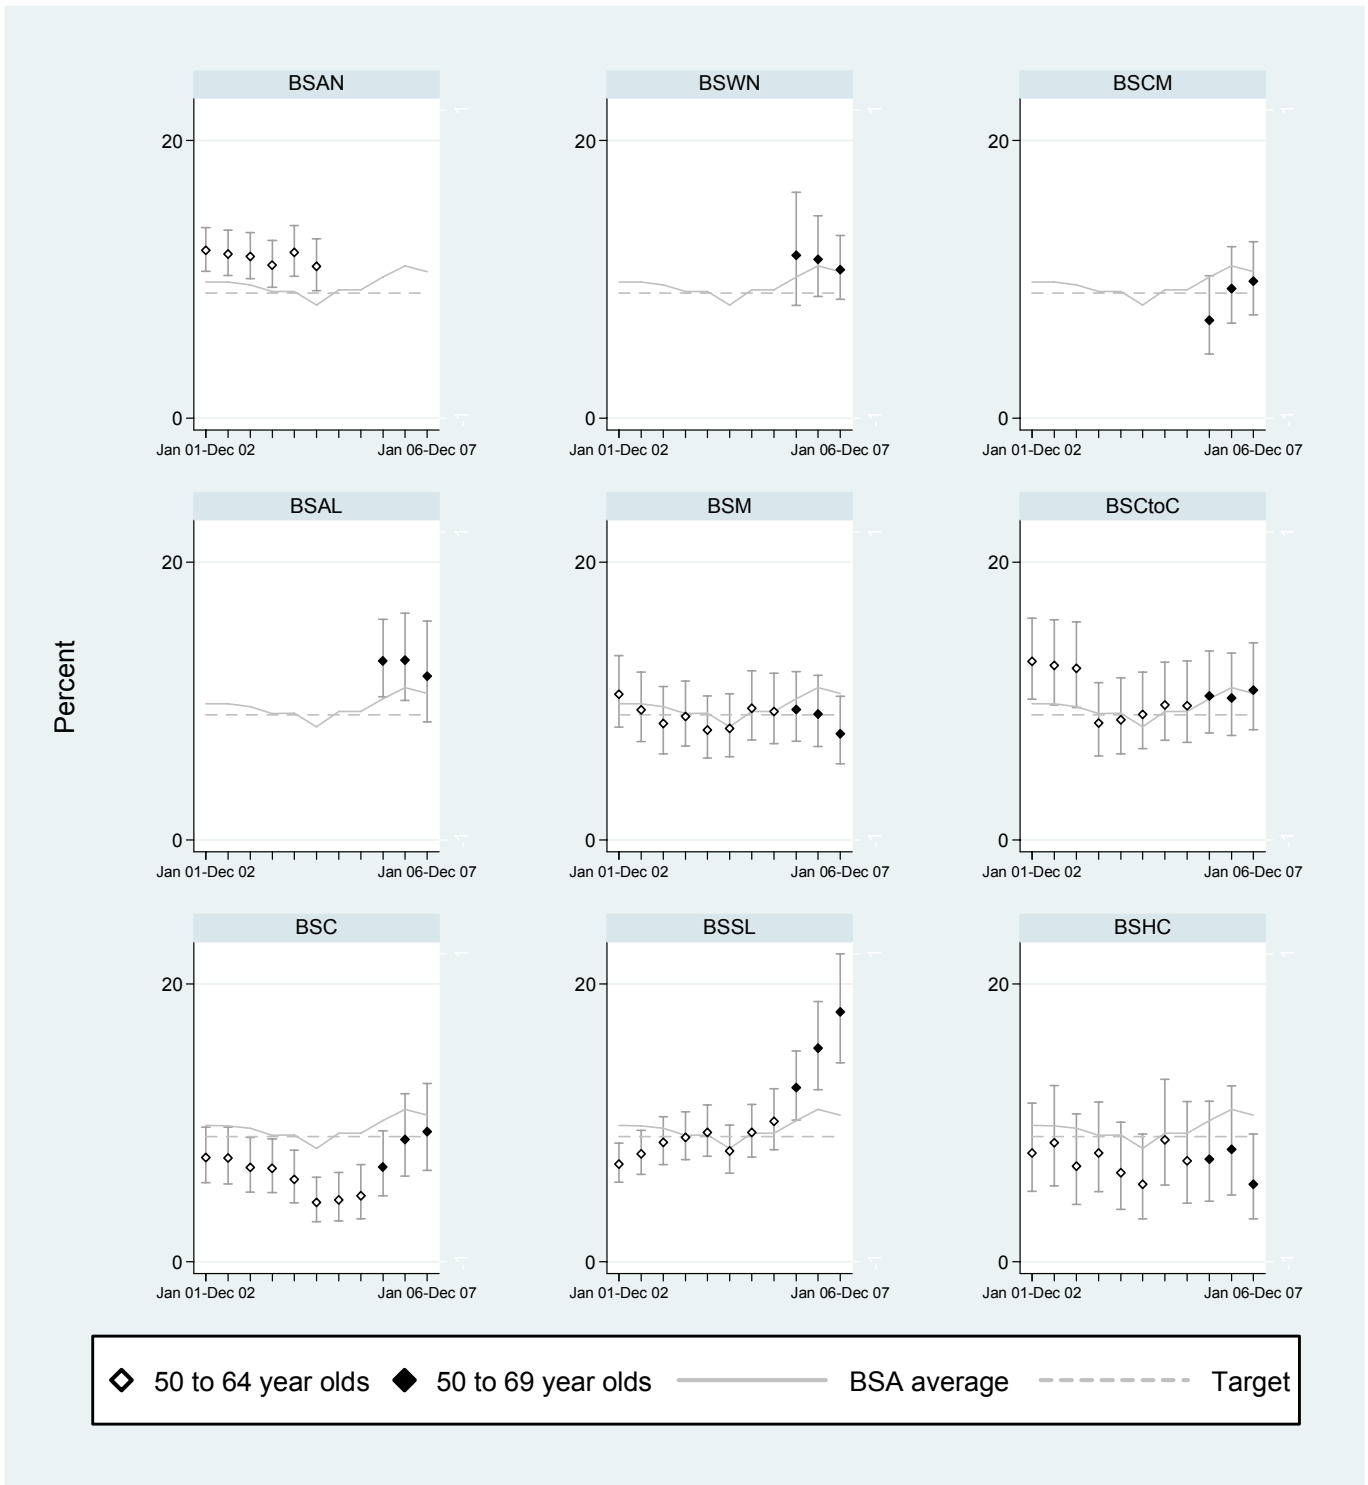 BSAN
BSWN
BSCM
20
20
20
0
0
0
Jan 01-Dec 02
Jan 06-Dec 07
Jan 01-Dec 02
Jan 06-Dec 07
Jan 01-Dec 02
Jan 06-Dec 07
BSAL
BSM
BSCtoC
20
20
20
Percent
0
0
0
Jan 01-Dec 02
Jan 06-Dec 07
Jan 01-Dec 02
Jan 06-Dec 07
Jan 01-Dec 02
Jan 06-Dec 07
BSC
BSSL
BSHC
20
20
20
0
0
0
Jan 01-Dec 02
Jan 06-Dec 07
Jan 01-Dec 02
Jan 06-Dec 07
Jan 01-Dec 02
Jan 06-Dec 07
50 to 64 year olds
50 to 69 year olds
BSA average
Target